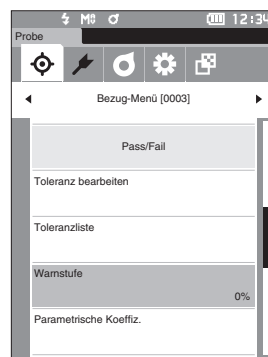 12:34
Probe
Bezug-Menü [0003]
Pass/Fail
Toleranz bearbeiten
Toleranzliste
Warnstufe
0%
Parametrische Koeffiz.